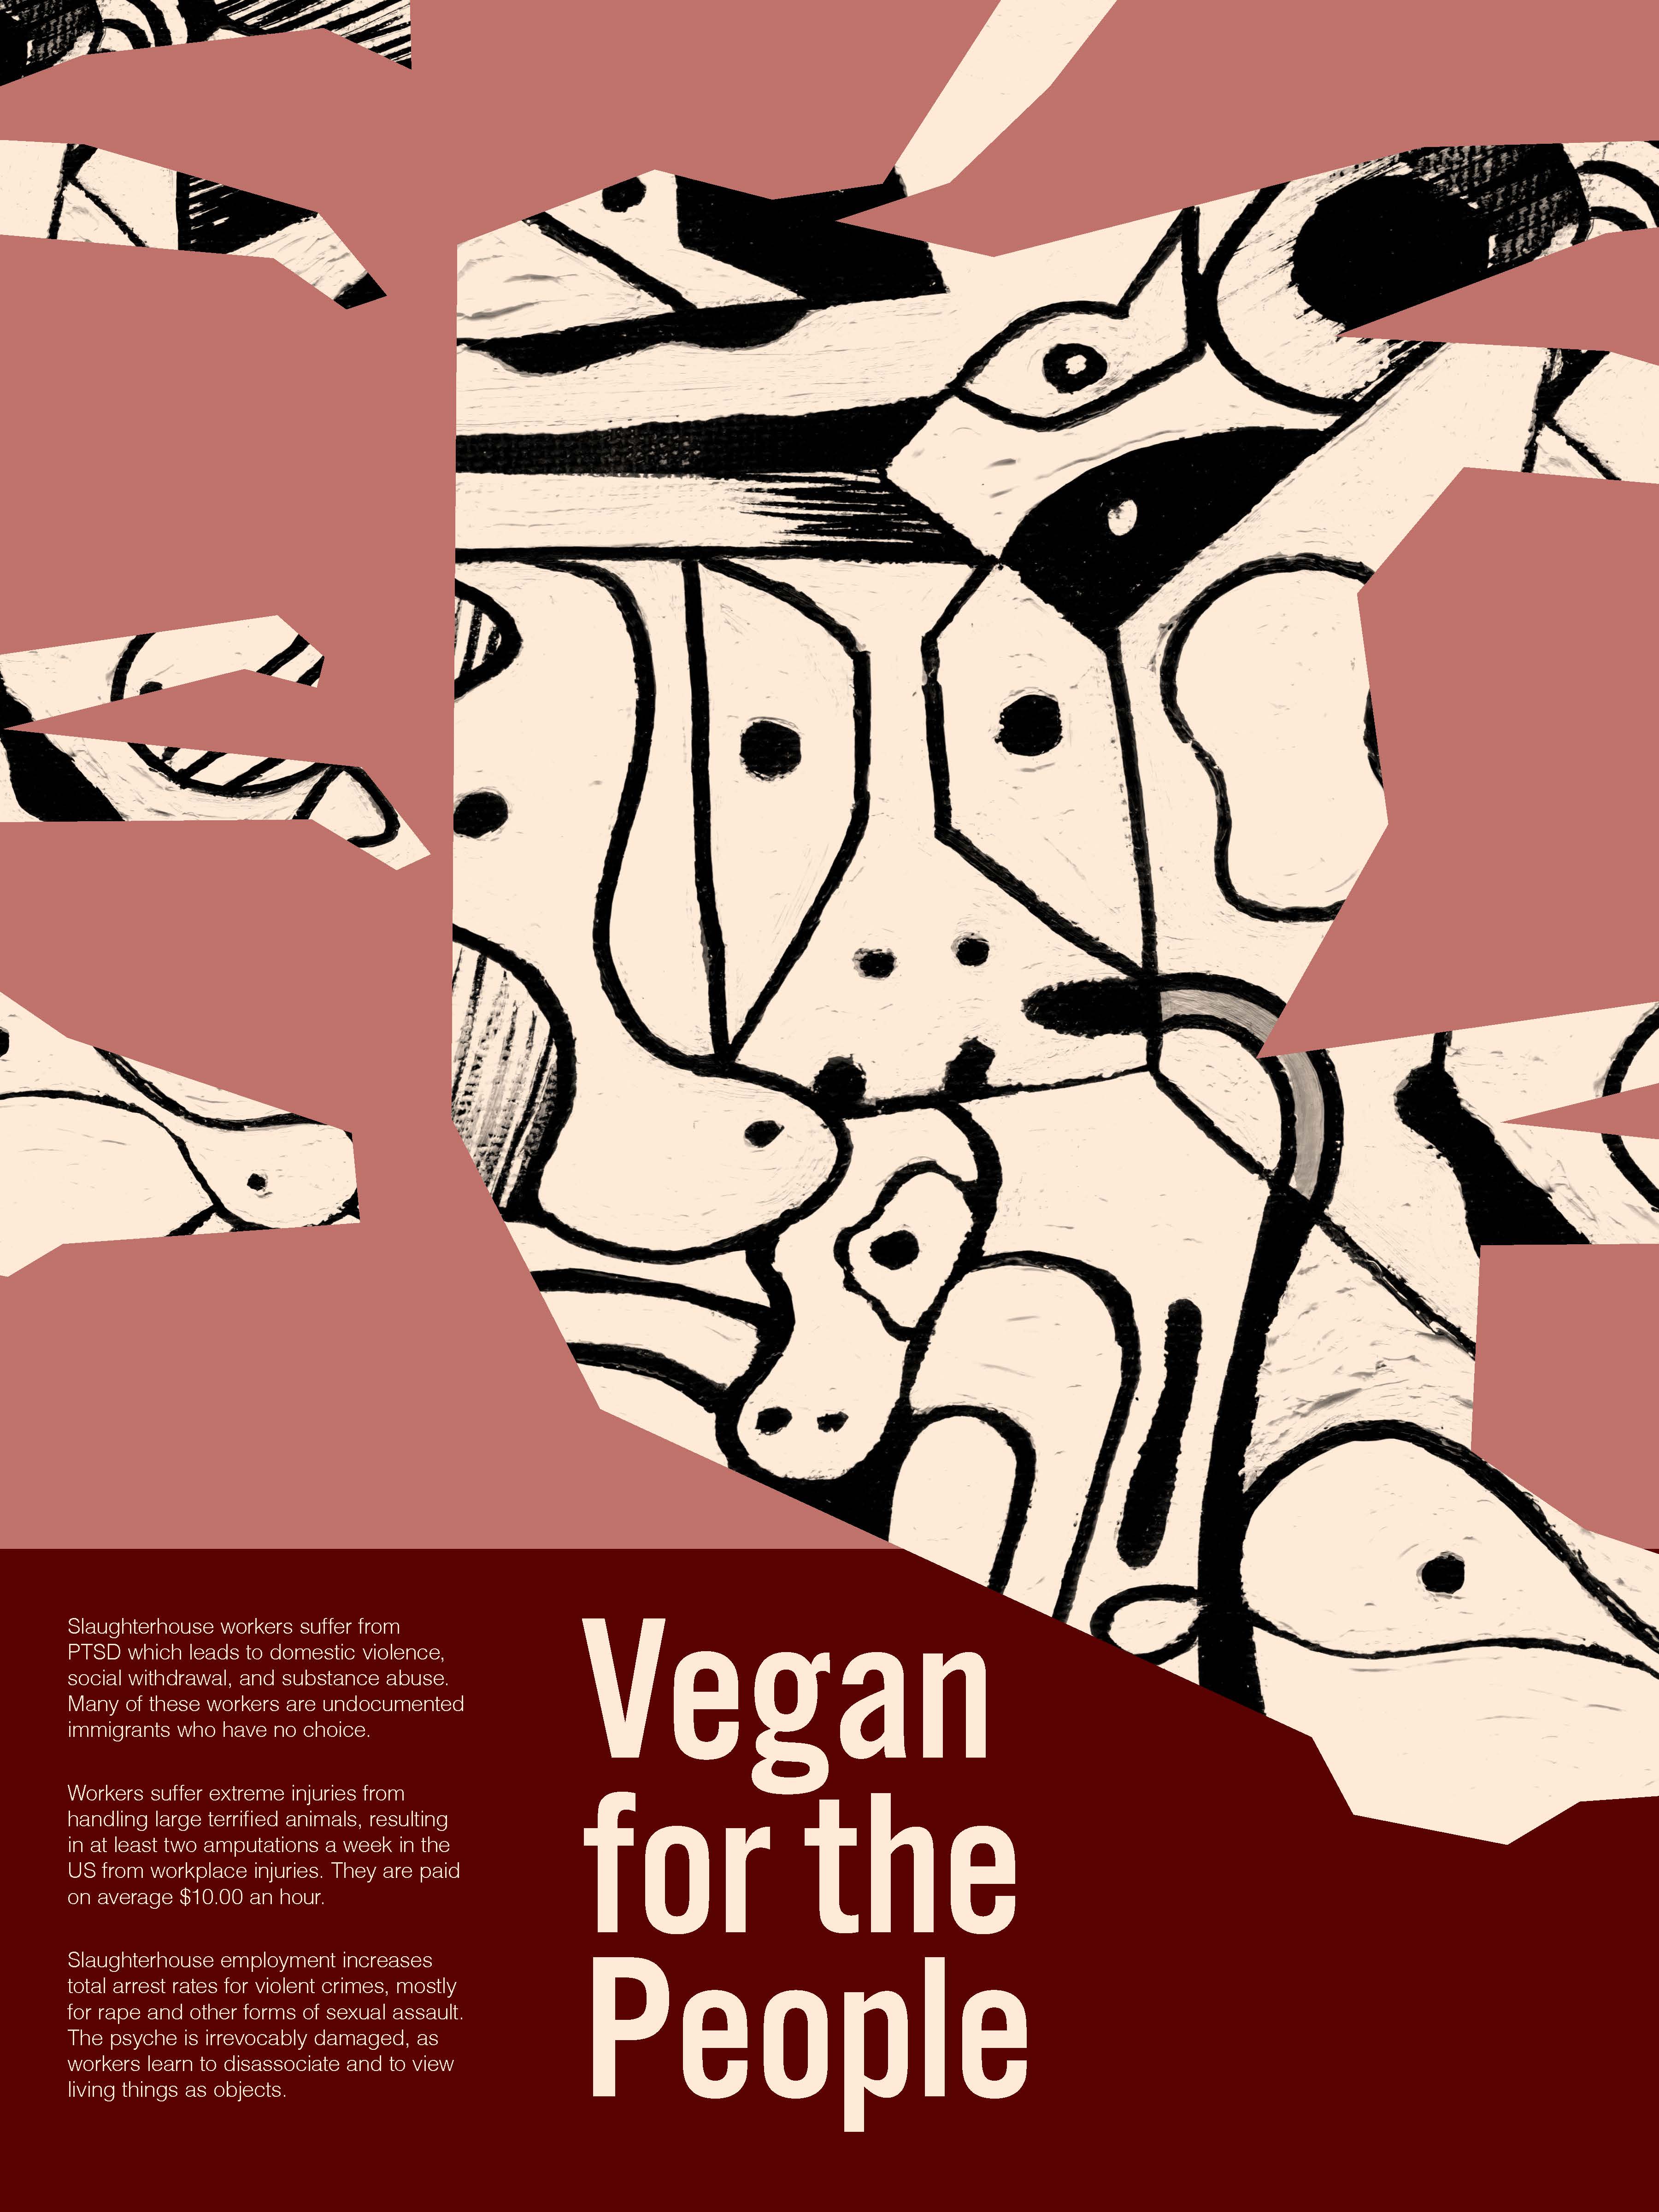 Slaughterhouse workers suffer from
PTSD which leads to domestic violence,
social withdrawal, and substance abuse.
Many of these workers are undocumented
immigrants who have no choice.
Workers suffer extreme injuries from
handling large terrified animals, resulting
in at least two amputations a week in the
US from workplace injuries. They are paid
on average $10.00 an hour.
Slaughterhouse employment increases
total arrest rates for violent crimes, mostly
for rape and other forms of sexual assault.
The psyche is irrevocably damaged, as
workers learn to disassociate and to view
living things as objects.
Vegan
for the
People